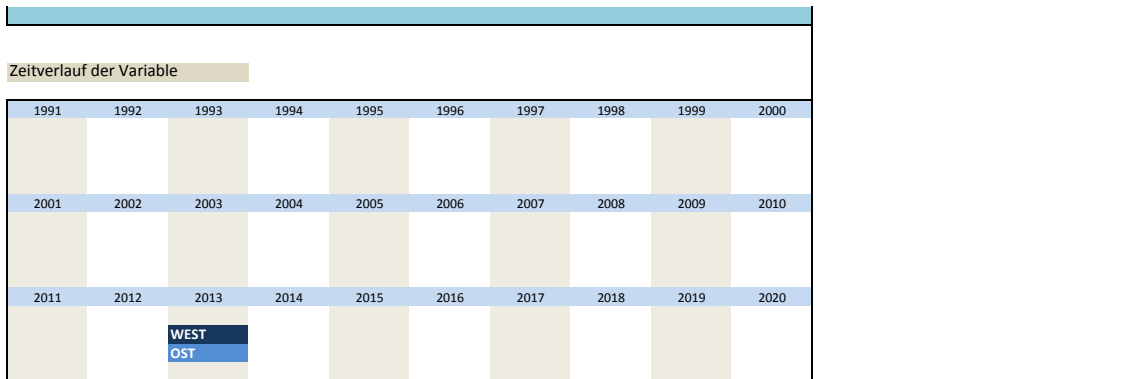 Zeitverlauf der Variable
1991 1992 1993 1994 1995 1996 1997 1998 1999 2000
2001 2002 2003 2004 2005 2006 2007 2008 2009 2010
2011 2012 2013 2014 2015 2016 2017 2018 2019 2020
WEST
OST